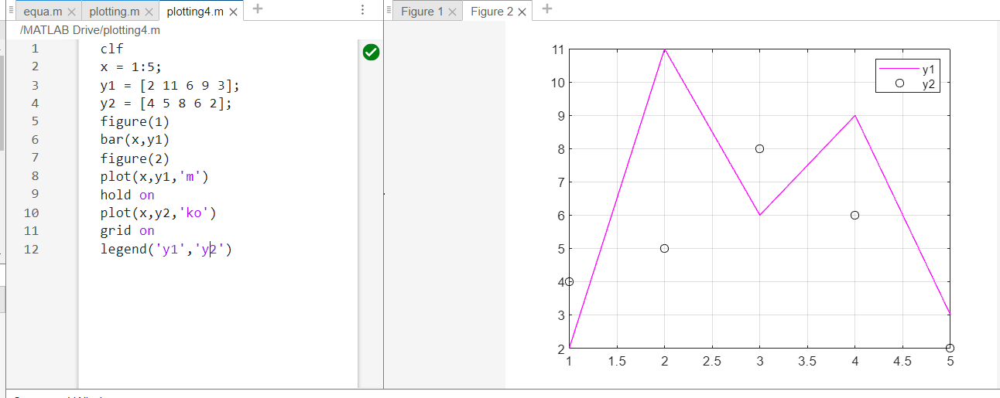 equa.m × plotting.m × plotting4.m × +
/MATLAB Drive/plotting4.m
1 clf
2 x = 1:5;
3 y1 = [2 11 6 9 3];
4 y2 = [4 5 8 6 2];
5 figure(1)
6 bar(x,y1)
7 figure(2)
8 plot(x,y1,'m')
9 hold on
10 plot(x,y2,'ko')
11 grid on
12 legend('y1','y2')
Figure 1 × Figure 2 × +
11
10
9
8
7
6
5
4
3
2
1 1.5 2 2.5 3 3.5 4 4.5 5
y1
y2